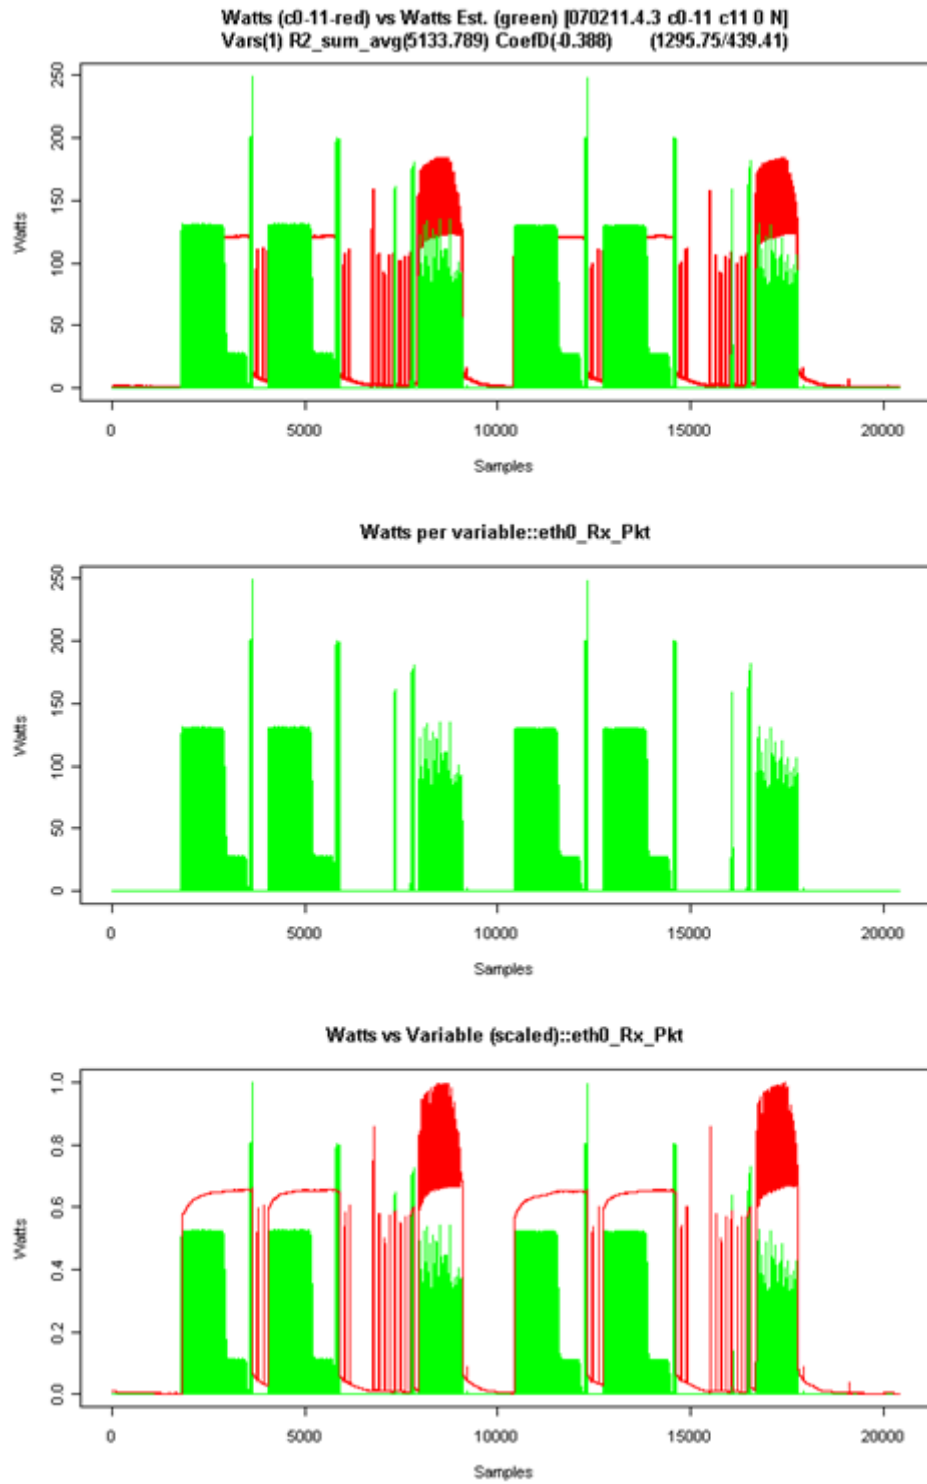 Watts (c0-11-red) vs Watts Est. (green) [070211.4.3 c0-11 c11 0 N]
Vars(1) R2_sum_avg(5133.789) CoefD(-0.388) (1295.75/439.41)
250
200
150
100
50
0
Watts
0 5000 10000 15000 20000
Samples
Watts per variable::eth0_Rx_Pkt
250
200
150
100
50
0
Watts
0 5000 10000 15000 20000
Samples
Watts vs Variable (scaled)::eth0_Rx_Pkt
1.0
0.8
0.6
0.4
0.2
0.0
Watts
0 5000 10000 15000 20000
Samples